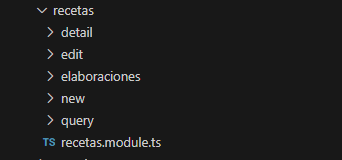 recetas
detail
edit
elaboraciones
new
query
TS recetas.module.ts